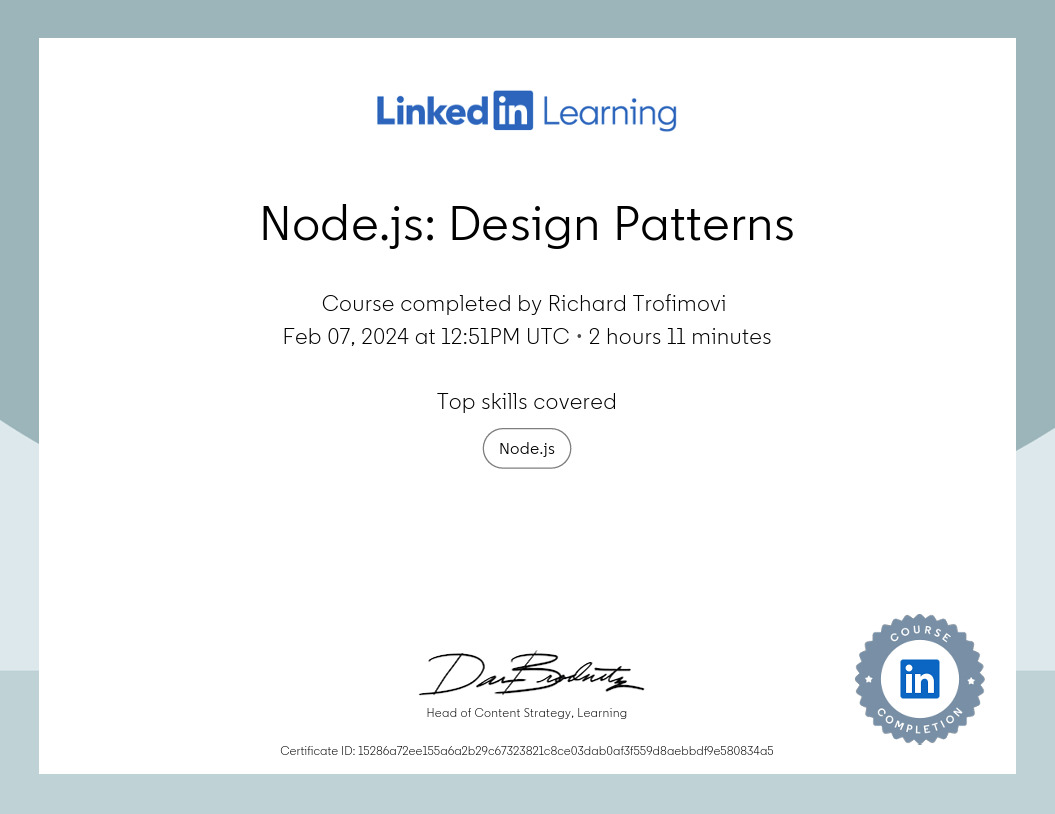 Linked in Learning
Node.js: Design Patterns
Course completed by Richard Trofimovi
Feb 07, 2024 at 12:51PM UTC • 2 hours 11 minutes
Top skills covered
Node.js
Dan Brodnitz
Head of Content Strategy, Learning
COURSE
in
COMPLETION
Certificate ID: 15286a72ee155a6a2b29c67323821c8ce03dab0af3f559d8aebbdf9e580834a5